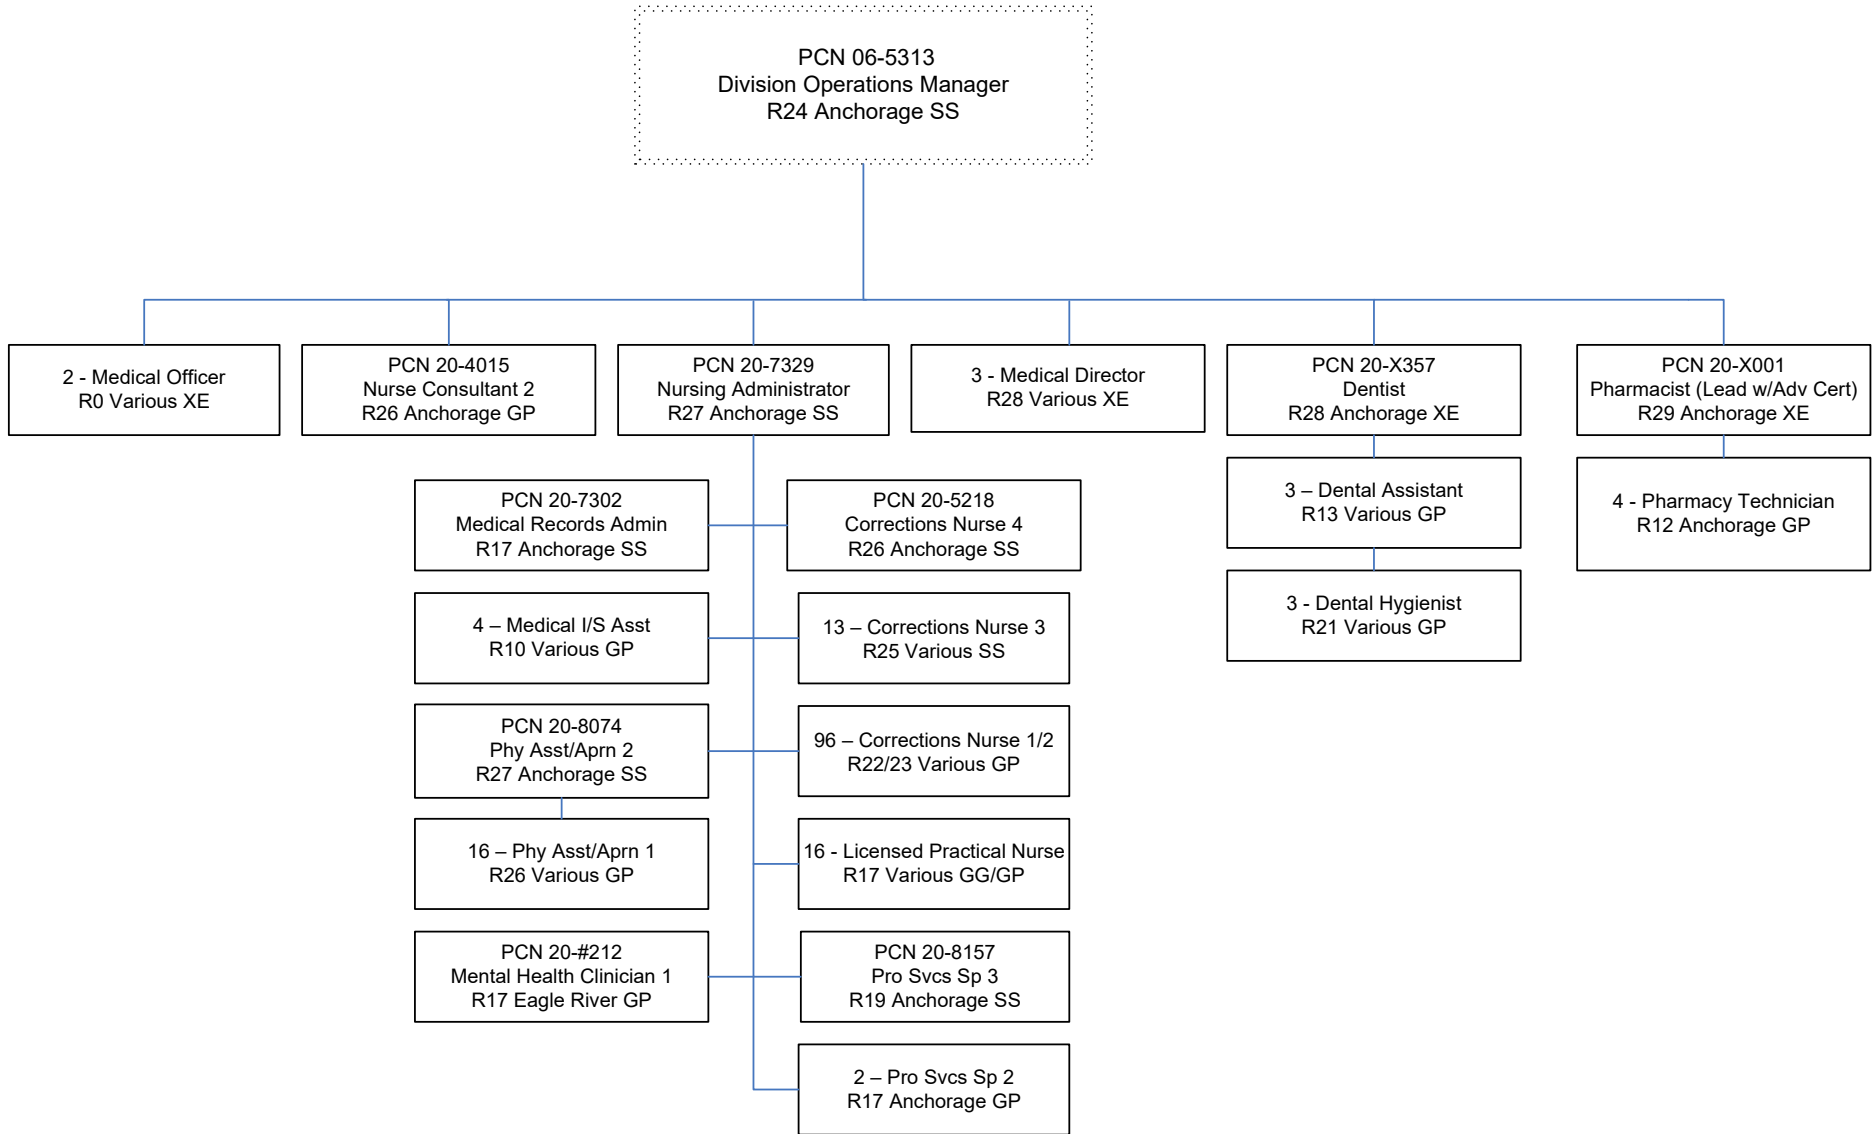 PCN 06-5313
Division Operations Manager
R24 Anchorage SS
2 - Medical Officer
R0 Various XE
PCN 20-4015
Nurse Consultant 2
R26 Anchorage GP
PCN 20-7329
Nursing Administrator
R27 Anchorage SS
3 - Medical Director
R28 Various XE
PCN 20-X357
Dentist
R28 Anchorage XE
PCN 20-X001
Pharmacist (Lead w/Adv Cert)
R29 Anchorage XE
PCN 20-7302
Medical Records Admin
R17 Anchorage SS
PCN 20-5218
Corrections Nurse 4
R26 Anchorage SS
3 – Dental Assistant
R13 Various GP
4 - Pharmacy Technician
R12 Anchorage GP
4 – Medical I/S Asst
R10 Various GP
13 – Corrections Nurse 3
R25 Various SS
3 - Dental Hygienist
R21 Various GP
PCN 20-8074
Phy Asst/Aprn 2
R27 Anchorage SS
96 – Corrections Nurse 1/2
R22/23 Various GP
16 – Phy Asst/Aprn 1
R26 Various GP
16 - Licensed Practical Nurse
R17 Various GG/GP
PCN 20-#212
Mental Health Clinician 1
R17 Eagle River GP
PCN 20-8157
Pro Svcs Sp 3
R19 Anchorage SS
2 – Pro Svcs Sp 2
R17 Anchorage GP